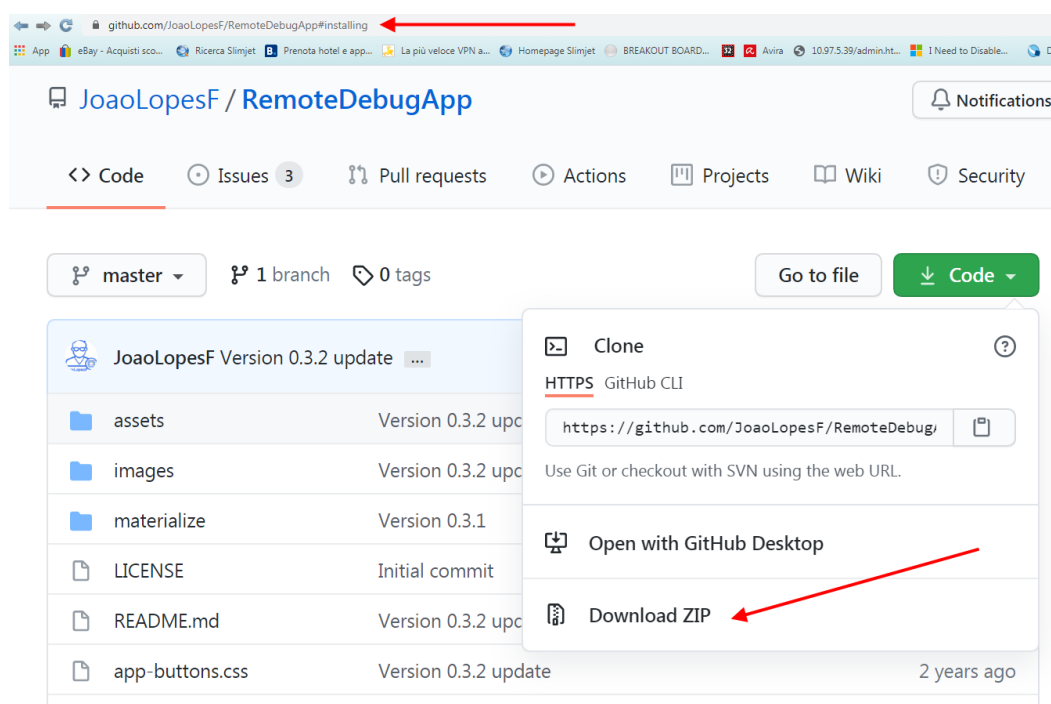 github.com/JoaoLopesF/RemoteDebugApp#installing
App eBay - Acquisti sco... Ricerca Slimjet B. Prenota hotel e app... La più veloce VPN a... Homepage Slimjet BREAKOUT BOARD... 32 Avira 10.97.5.39/admin.ht... I Need to Disable... D
JoaoLopesF / RemoteDebugApp Notifications
Code Issues 3 Pull requests Actions Projects Wiki Security
master 1 branch 0 tags Go to file Code
JoaoLopesF Version 0.3.2 update ...
Clone
HTTPS GitHub CLI
https://github.com/JoaoLopesF/RemoteDebug
Use Git or checkout with SVN using the web URL.
Open with GitHub Desktop
Download ZIP
assets Version 0.3.2 upd
images Version 0.3.2 upd
materialize Version 0.3.1
LICENSE Initial commit
README.md Version 0.3.2 upd
app-buttons.css Version 0.3.2 update 2 years ago